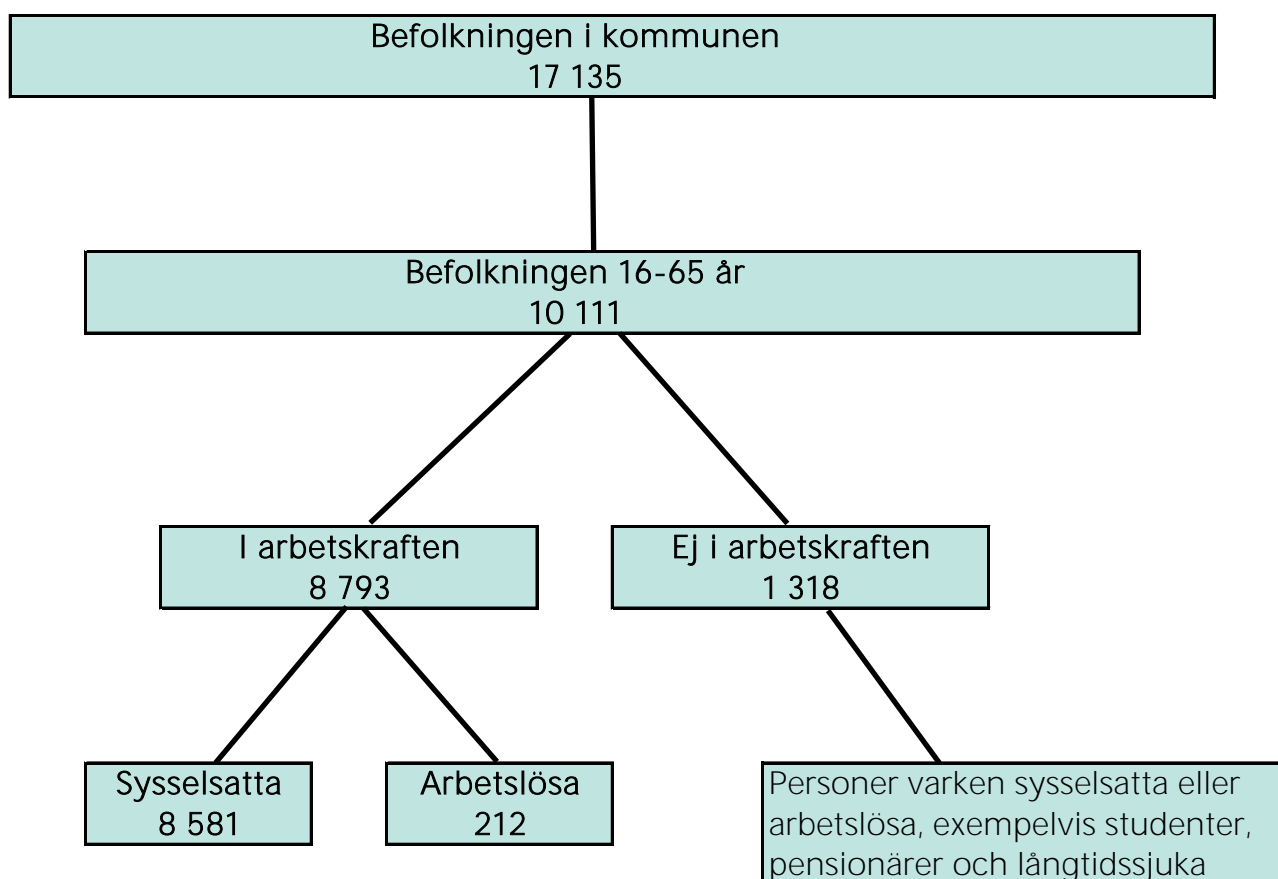 Befolkningen i kommunen
17 135
Befolkningen 16-65 år
10 111
I arbetskraften
8 793
Ej i arbetskraften
1 318
Sysselsatta
8 581
Arbetslösa
212
Personer varken sysselsatta eller
arbetslösa, exempelvis studenter,
pensionärer och långtidssjuka